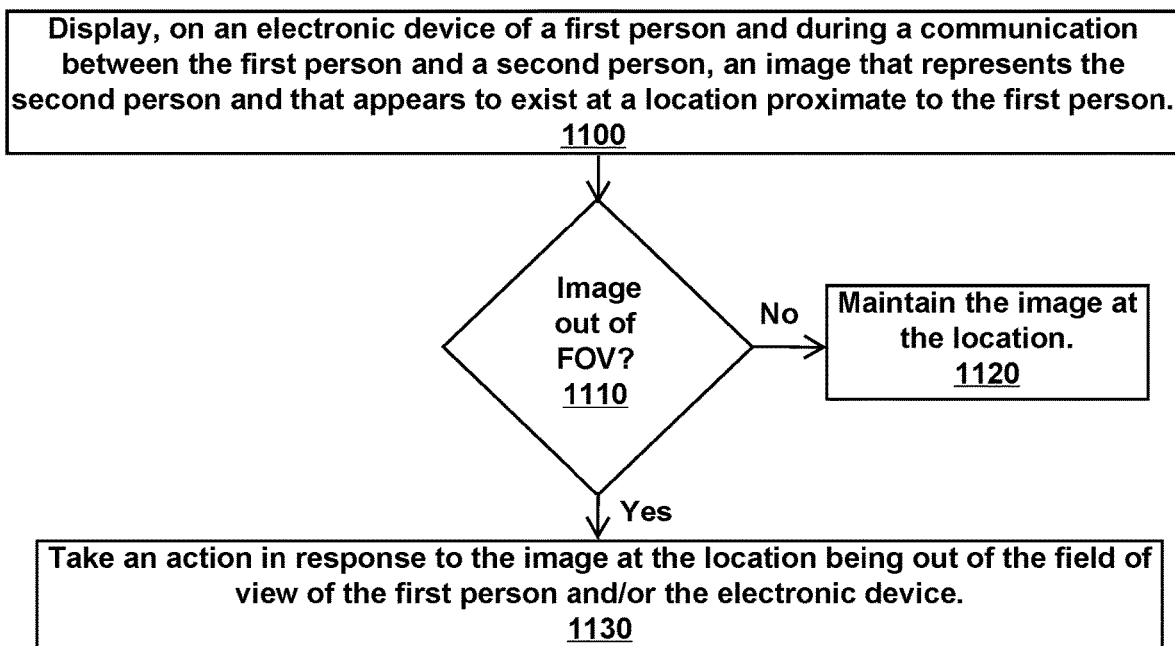 Display, on an electronic device of a first person and during a communication
between the first person and a second person, an image that represents the
second person and that appears to exist at a location proximate to the first person.
1100
Image
out of
FOV?
1110
No
Maintain the image at
the location.
1120
Yes
Take an action in response to the image at the location being out of the field of
view of the first person and/or the electronic device.
1130